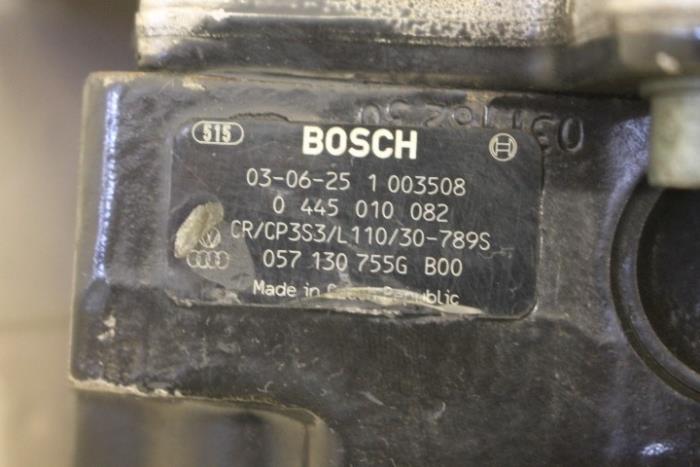 515 BOSCH
03-06-25 1 003508
0 445 010 082
CR/CP3S3/L110/30-789S
057 130 755G B00
Made in Czech Republic